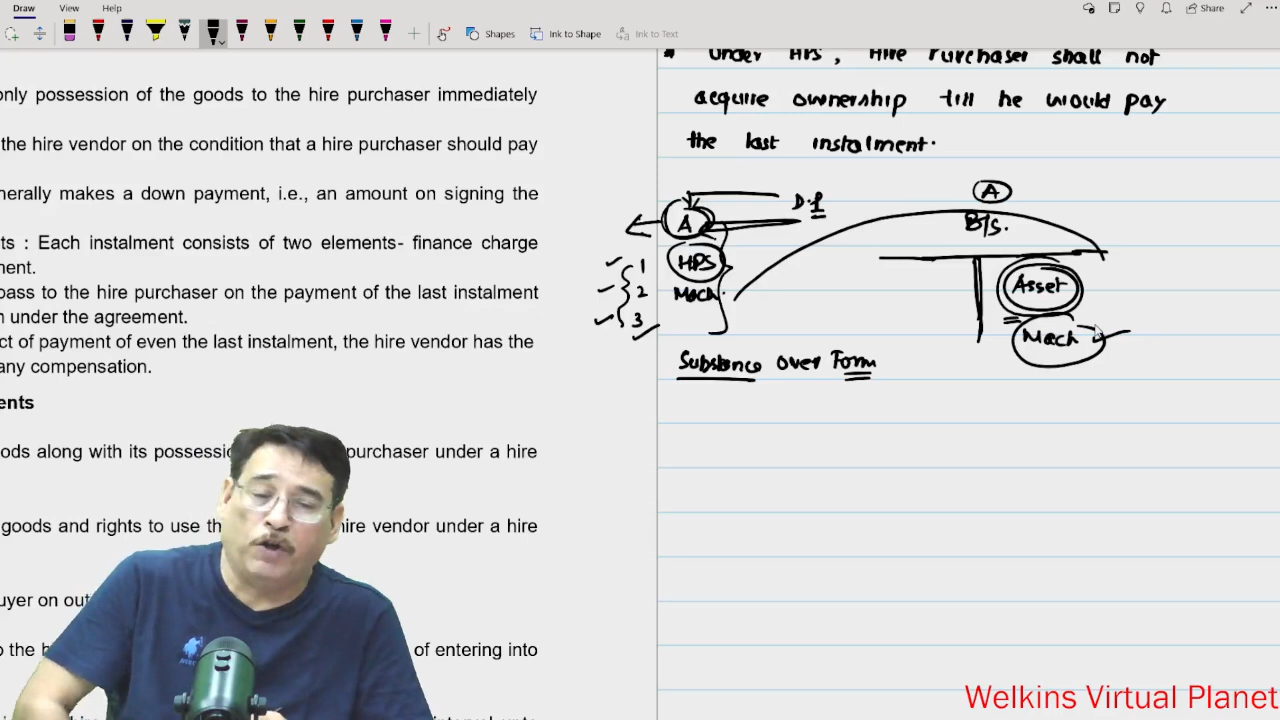 Draw View Help
Share
Shapes Ink to Shape Ink to Text
only possession of the goods to the hire purchaser immediately
the hire vendor on the condition that a hire purchaser should pay
nerally makes a down payment, i.e., an amount on signing the
ts : Each instalment consists of two elements- finance charge
ment.
pass to the hire purchaser on the payment of the last instalment
under the agreement.
ct of payment of even the last instalment, the hire vendor has the
any compensation.
ents
ods along with its possessi purchaser under a hire
goods and rights to use th hire vendor under a hire
uyer on out
o the h of entering into
Under HPS, Hire Purchaser shall not
acquire ownership till he would pay
the last instalment.
A D.P
HPS
Mach.
1
2
3
A
B/S.
Asset
Mach
Substance over Form
Welkins Virtual Planet